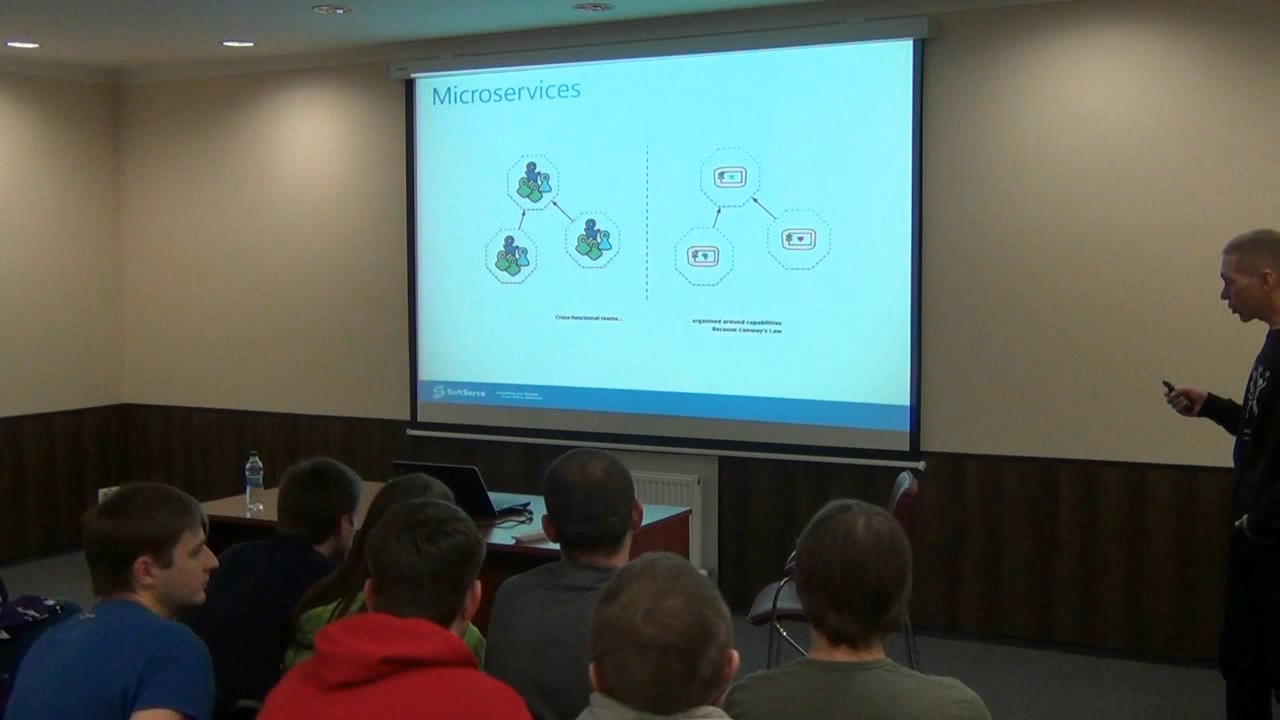 Microservices
Cross-functional teams...
... organised around capabilities
Because Conway's Law
SoftServe